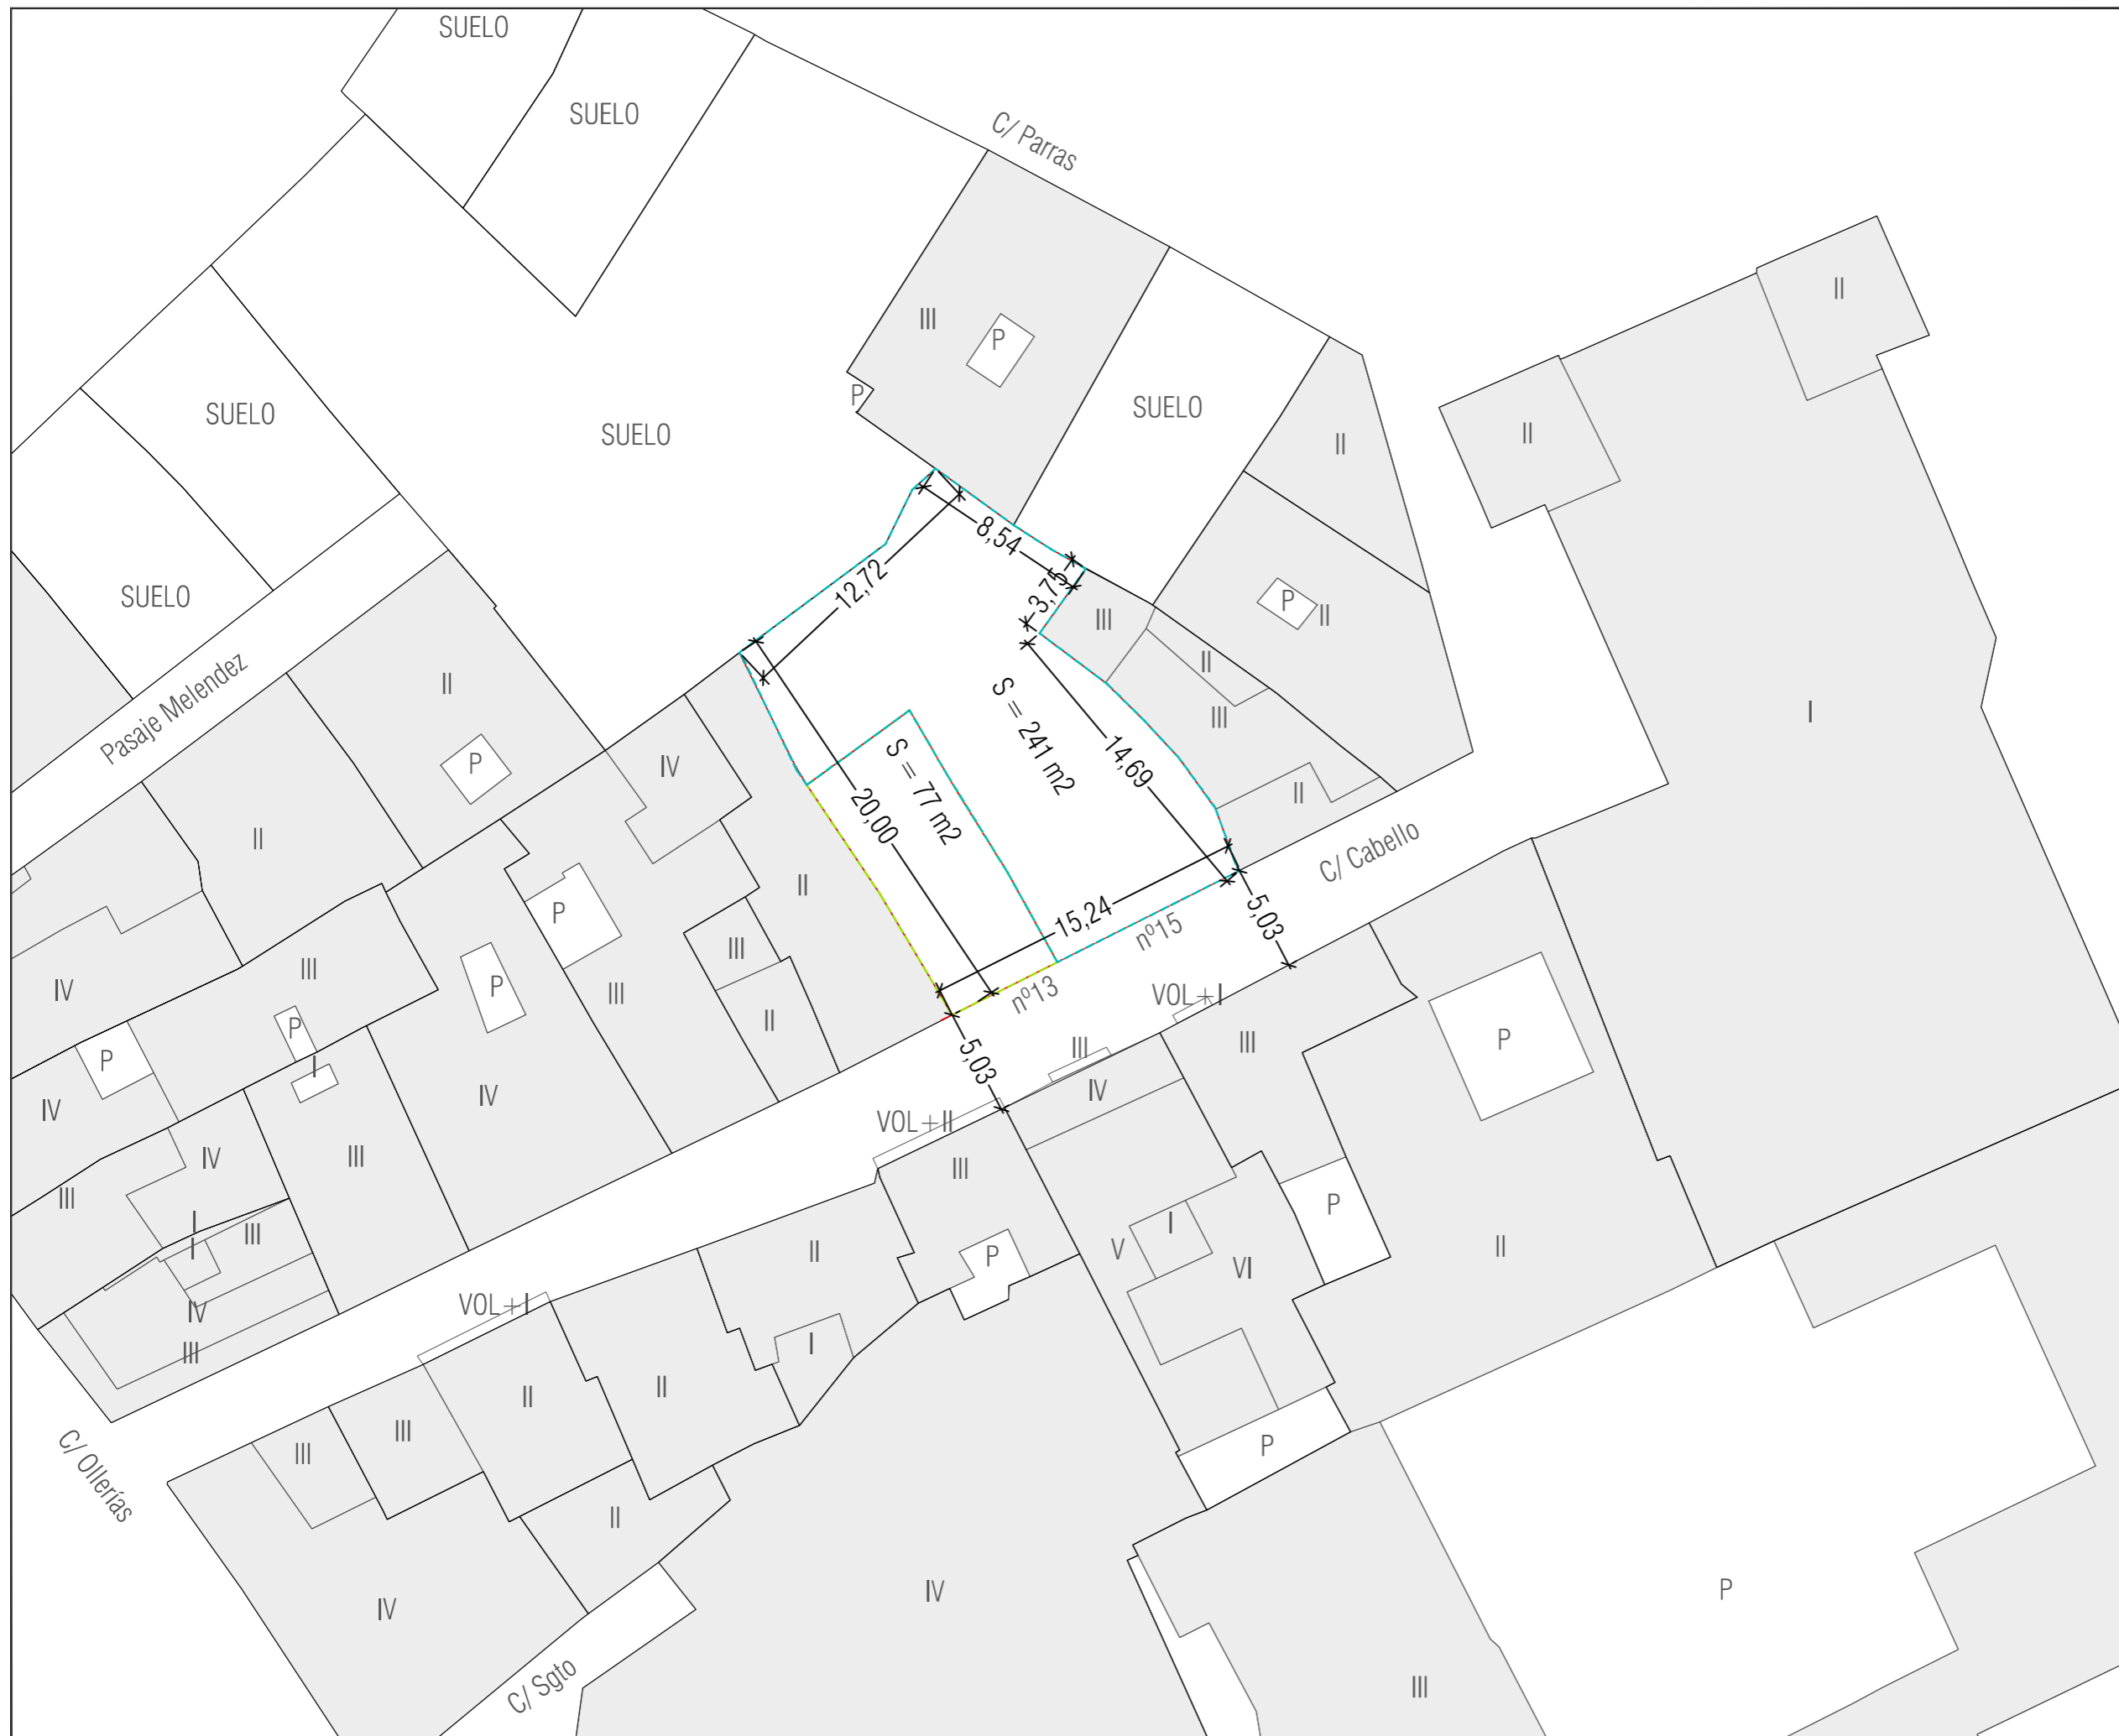 SUELO
SUELO
C/ Parras
II
III
P
P
SUELO
SUELO
SUELO
II
II
8,54
12,72
3,75
SUELO
P
II
III
II
I
Pasaje Melendez
II
S = 241 m2
III
P
IV
S = 77 m2
14,69
20,00
II
II
II
C/ Cabello
P
15,24
nº15
5,03
III
III
P
III
IV
nº13
VOL+I
P
II
P
I
IV
5,03
III
IV
III
P
IV
VOL+II
IV
III
III
III
P
I
I
III
II
P
V
I
VI
II
IV
VOL+I
III
I
II
II
III
III
P
C/ Ollerías
II
IV
IV
P
C/ Sgto
III